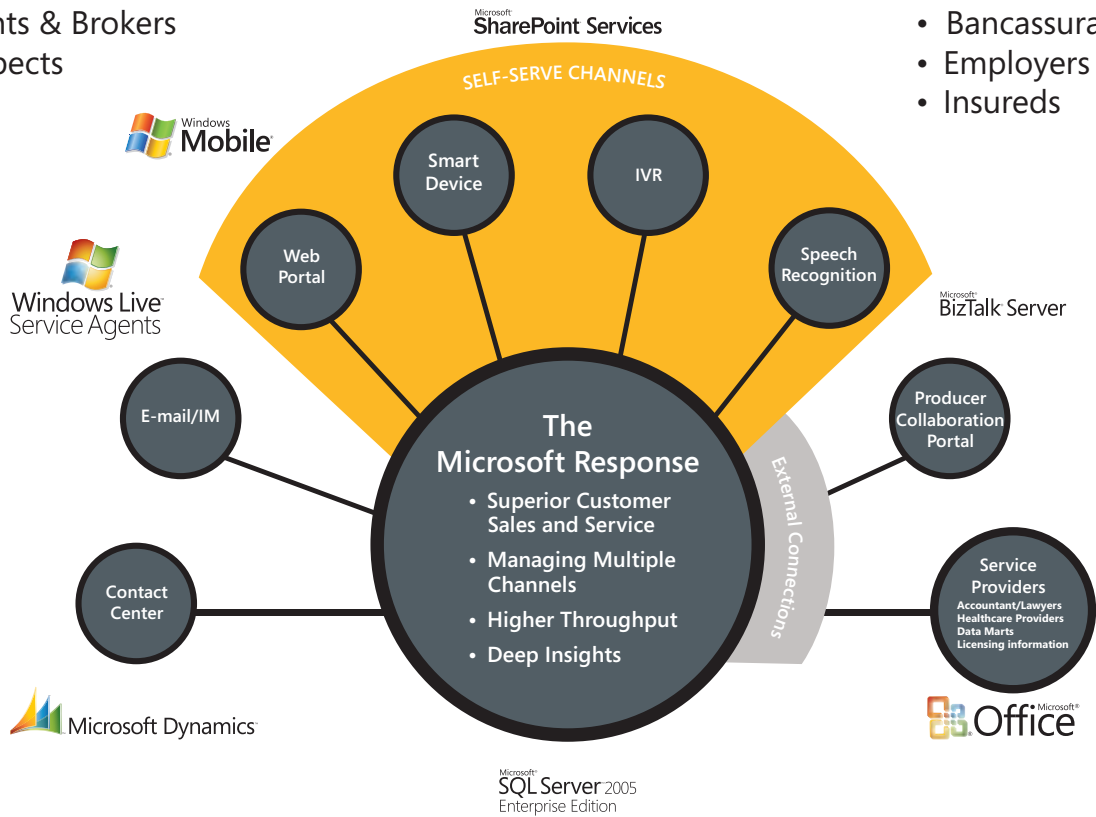 Microsoft®
SharePoint Services
nts & Brokers
pects
• Bancassura
• Employers
• Insureds
SELF-SERVE CHANNELS
Windows
Mobile®
Smart
Device
IVR
Web
Portal
Speech
Recognition
Windows Live™
Service Agents
Microsoft®
BizTalk® Server
E-mail/IM
Producer
Collaboration
Portal
The
Microsoft Response
• Superior Customer
Sales and Service
• Managing Multiple
Channels
• Higher Throughput
• Deep Insights
External Connections
Contact
Center
Service
Providers
Accountant/Lawyers
Healthcare Providers
Data Marts
Licensing information
Microsoft Dynamics™
Microsoft®
Office
Microsoft®
SQL Server™ 2005
Enterprise Edition